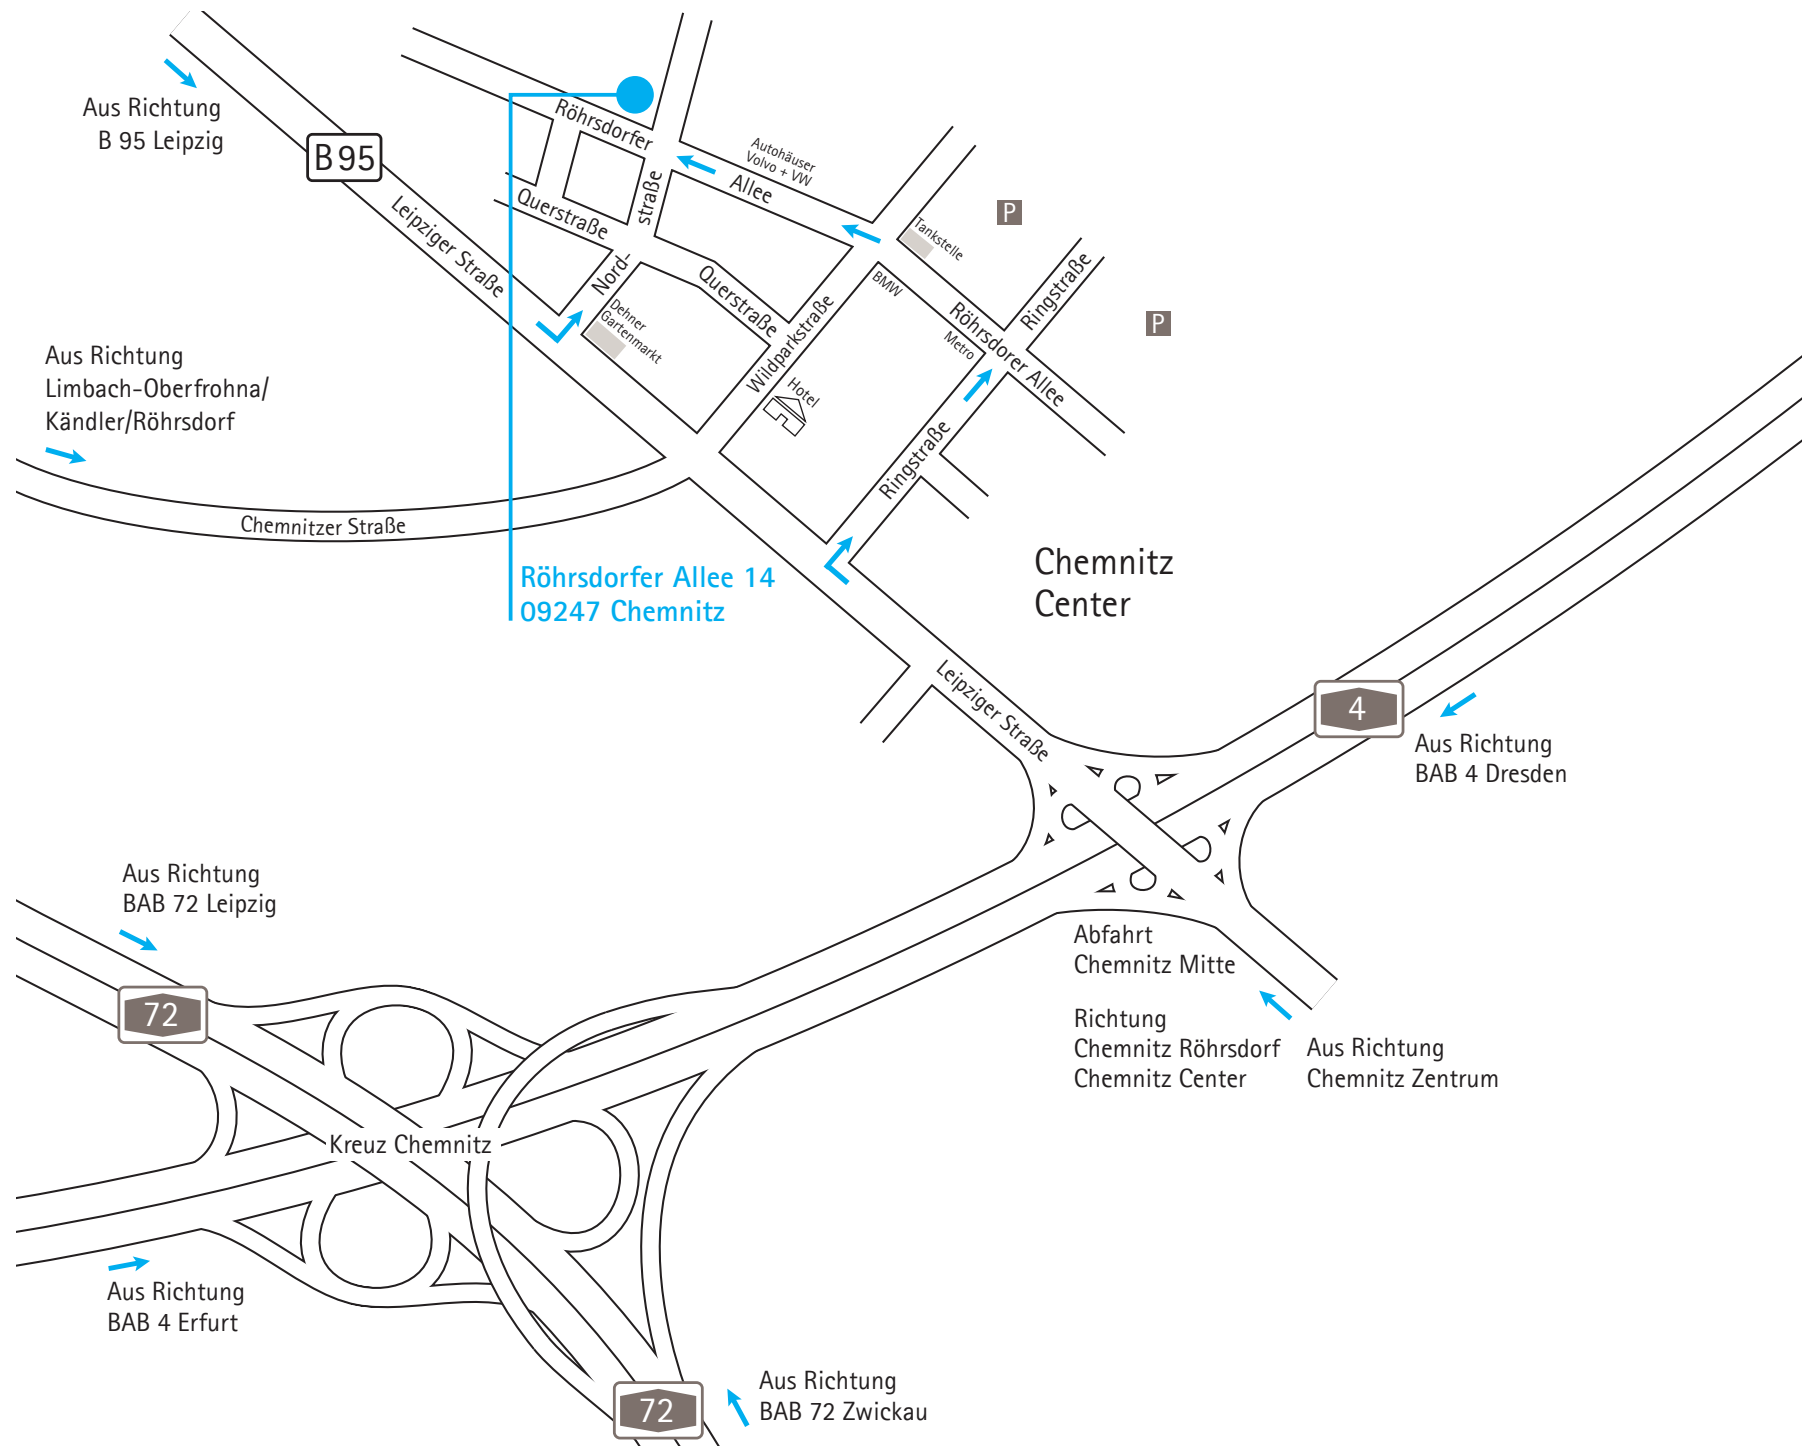 Aus Richtung
B 95 Leipzig
B 95
Leipziger Straße
Röhrsdorfer
Allee
Autohäuser
Volvo + VW
Querstraße
Nord-
straße
Querstraße
Dehner
Gartenmarkt
Wildparkstraße
Hotel
Tankstelle
BMW
Metro
P
P
Ringstraße
Röhrsdorer Allee
Ringstraße
Aus Richtung
Limbach-Oberfrohna/
Kändler/Röhrsdorf
Chemnitzer Straße
Röhrsdorfer Allee 14
09247 Chemnitz
Chemnitz
Center
Leipziger Straße
4
Aus Richtung
BAB 4 Dresden
Aus Richtung
BAB 72 Leipzig
72
Abfahrt
Chemnitz Mitte
Richtung
Chemnitz Röhrsdorf
Chemnitz Center
Aus Richtung
Chemnitz Zentrum
Kreuz Chemnitz
Aus Richtung
BAB 4 Erfurt
72
Aus Richtung
BAB 72 Zwickau